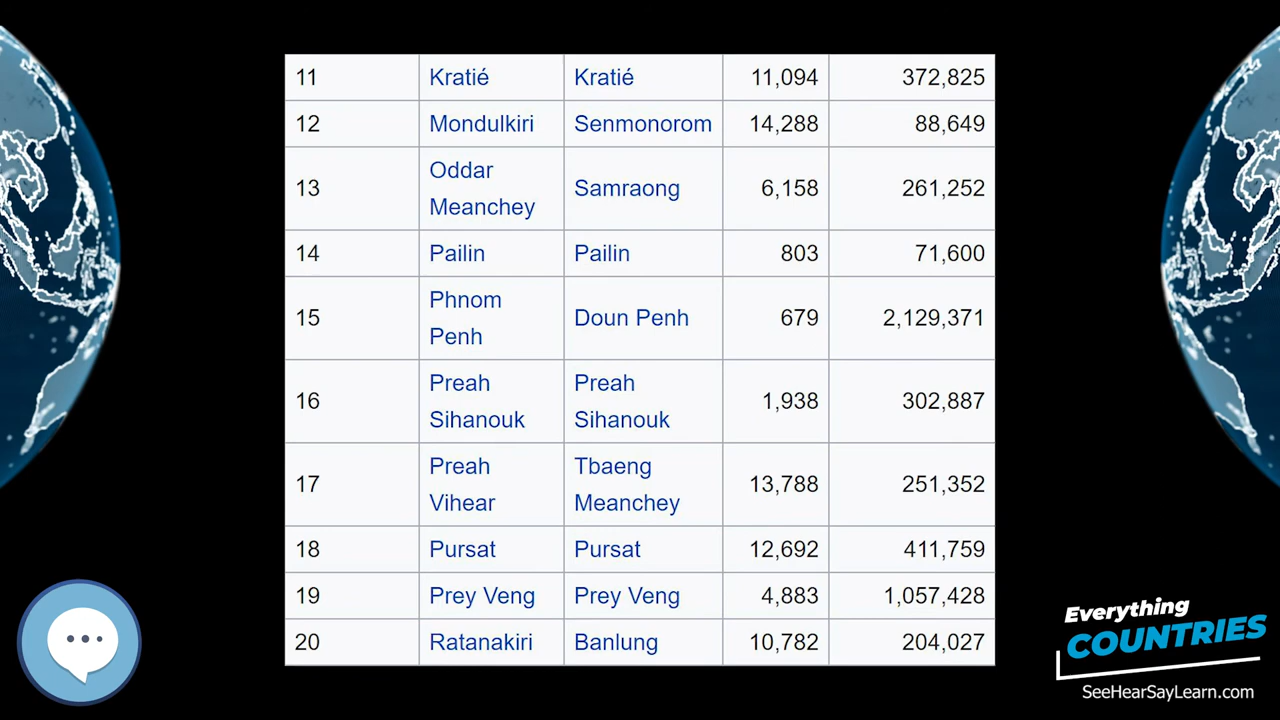 11 Kratié Kratié 11,094 372,825
12 Mondulkiri Senmonorom 14,288 88,649
13 Oddar Meanchey Samraong 6,158 261,252
14 Pailin Pailin 803 71,600
15 Phnom Penh Doun Penh 679 2,129,371
16 Preah Sihanouk Preah Sihanouk 1,938 302,887
17 Preah Vihear Tbaeng Meanchey 13,788 251,352
18 Pursat Pursat 12,692 411,759
19 Prey Veng Prey Veng 4,883 1,057,428
20 Ratanakiri Banlung 10,782 204,027
Everything
COUNTRIES
SeeHearSayLearn.com